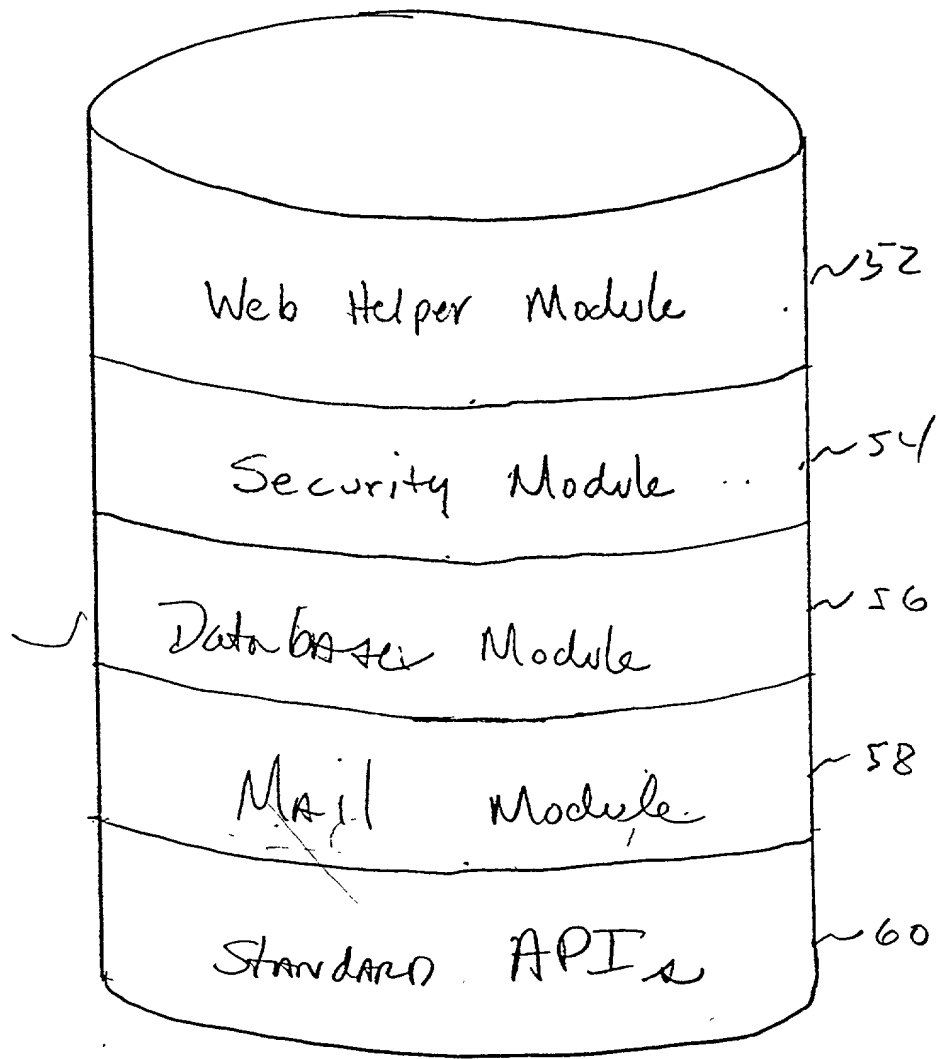 Web Helper Module
52
Security Module
54
Database Module
56
Mail Module
58
STANDARD APIs
60